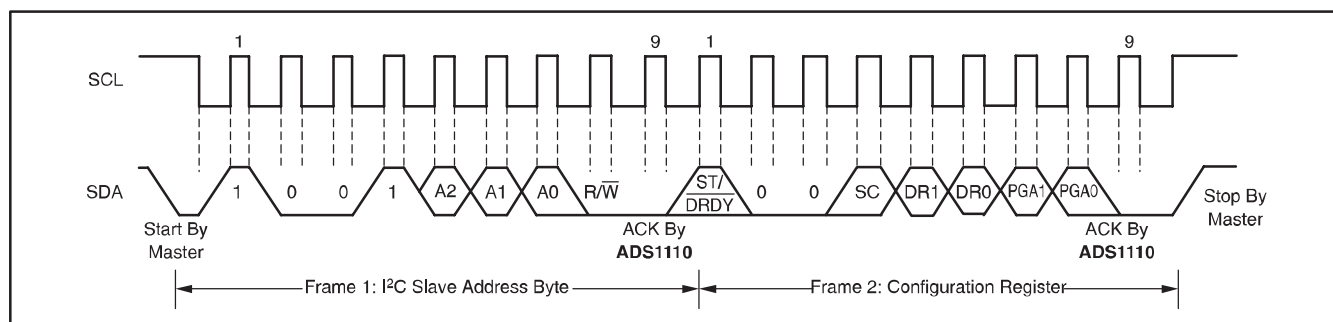 1 9 1 9
SCL
SDA 1 0 0 1 A2 A1 A0 R/W̅ ST/D̅R̅D̅Y̅ 0 0 SC DR1 DR0 PGA1 PGA0
Start By
Master
ACK By
ADS1110
ACK By
ADS1110
Stop By
Master
Frame 1: I²C Slave Address Byte
Frame 2: Configuration Register